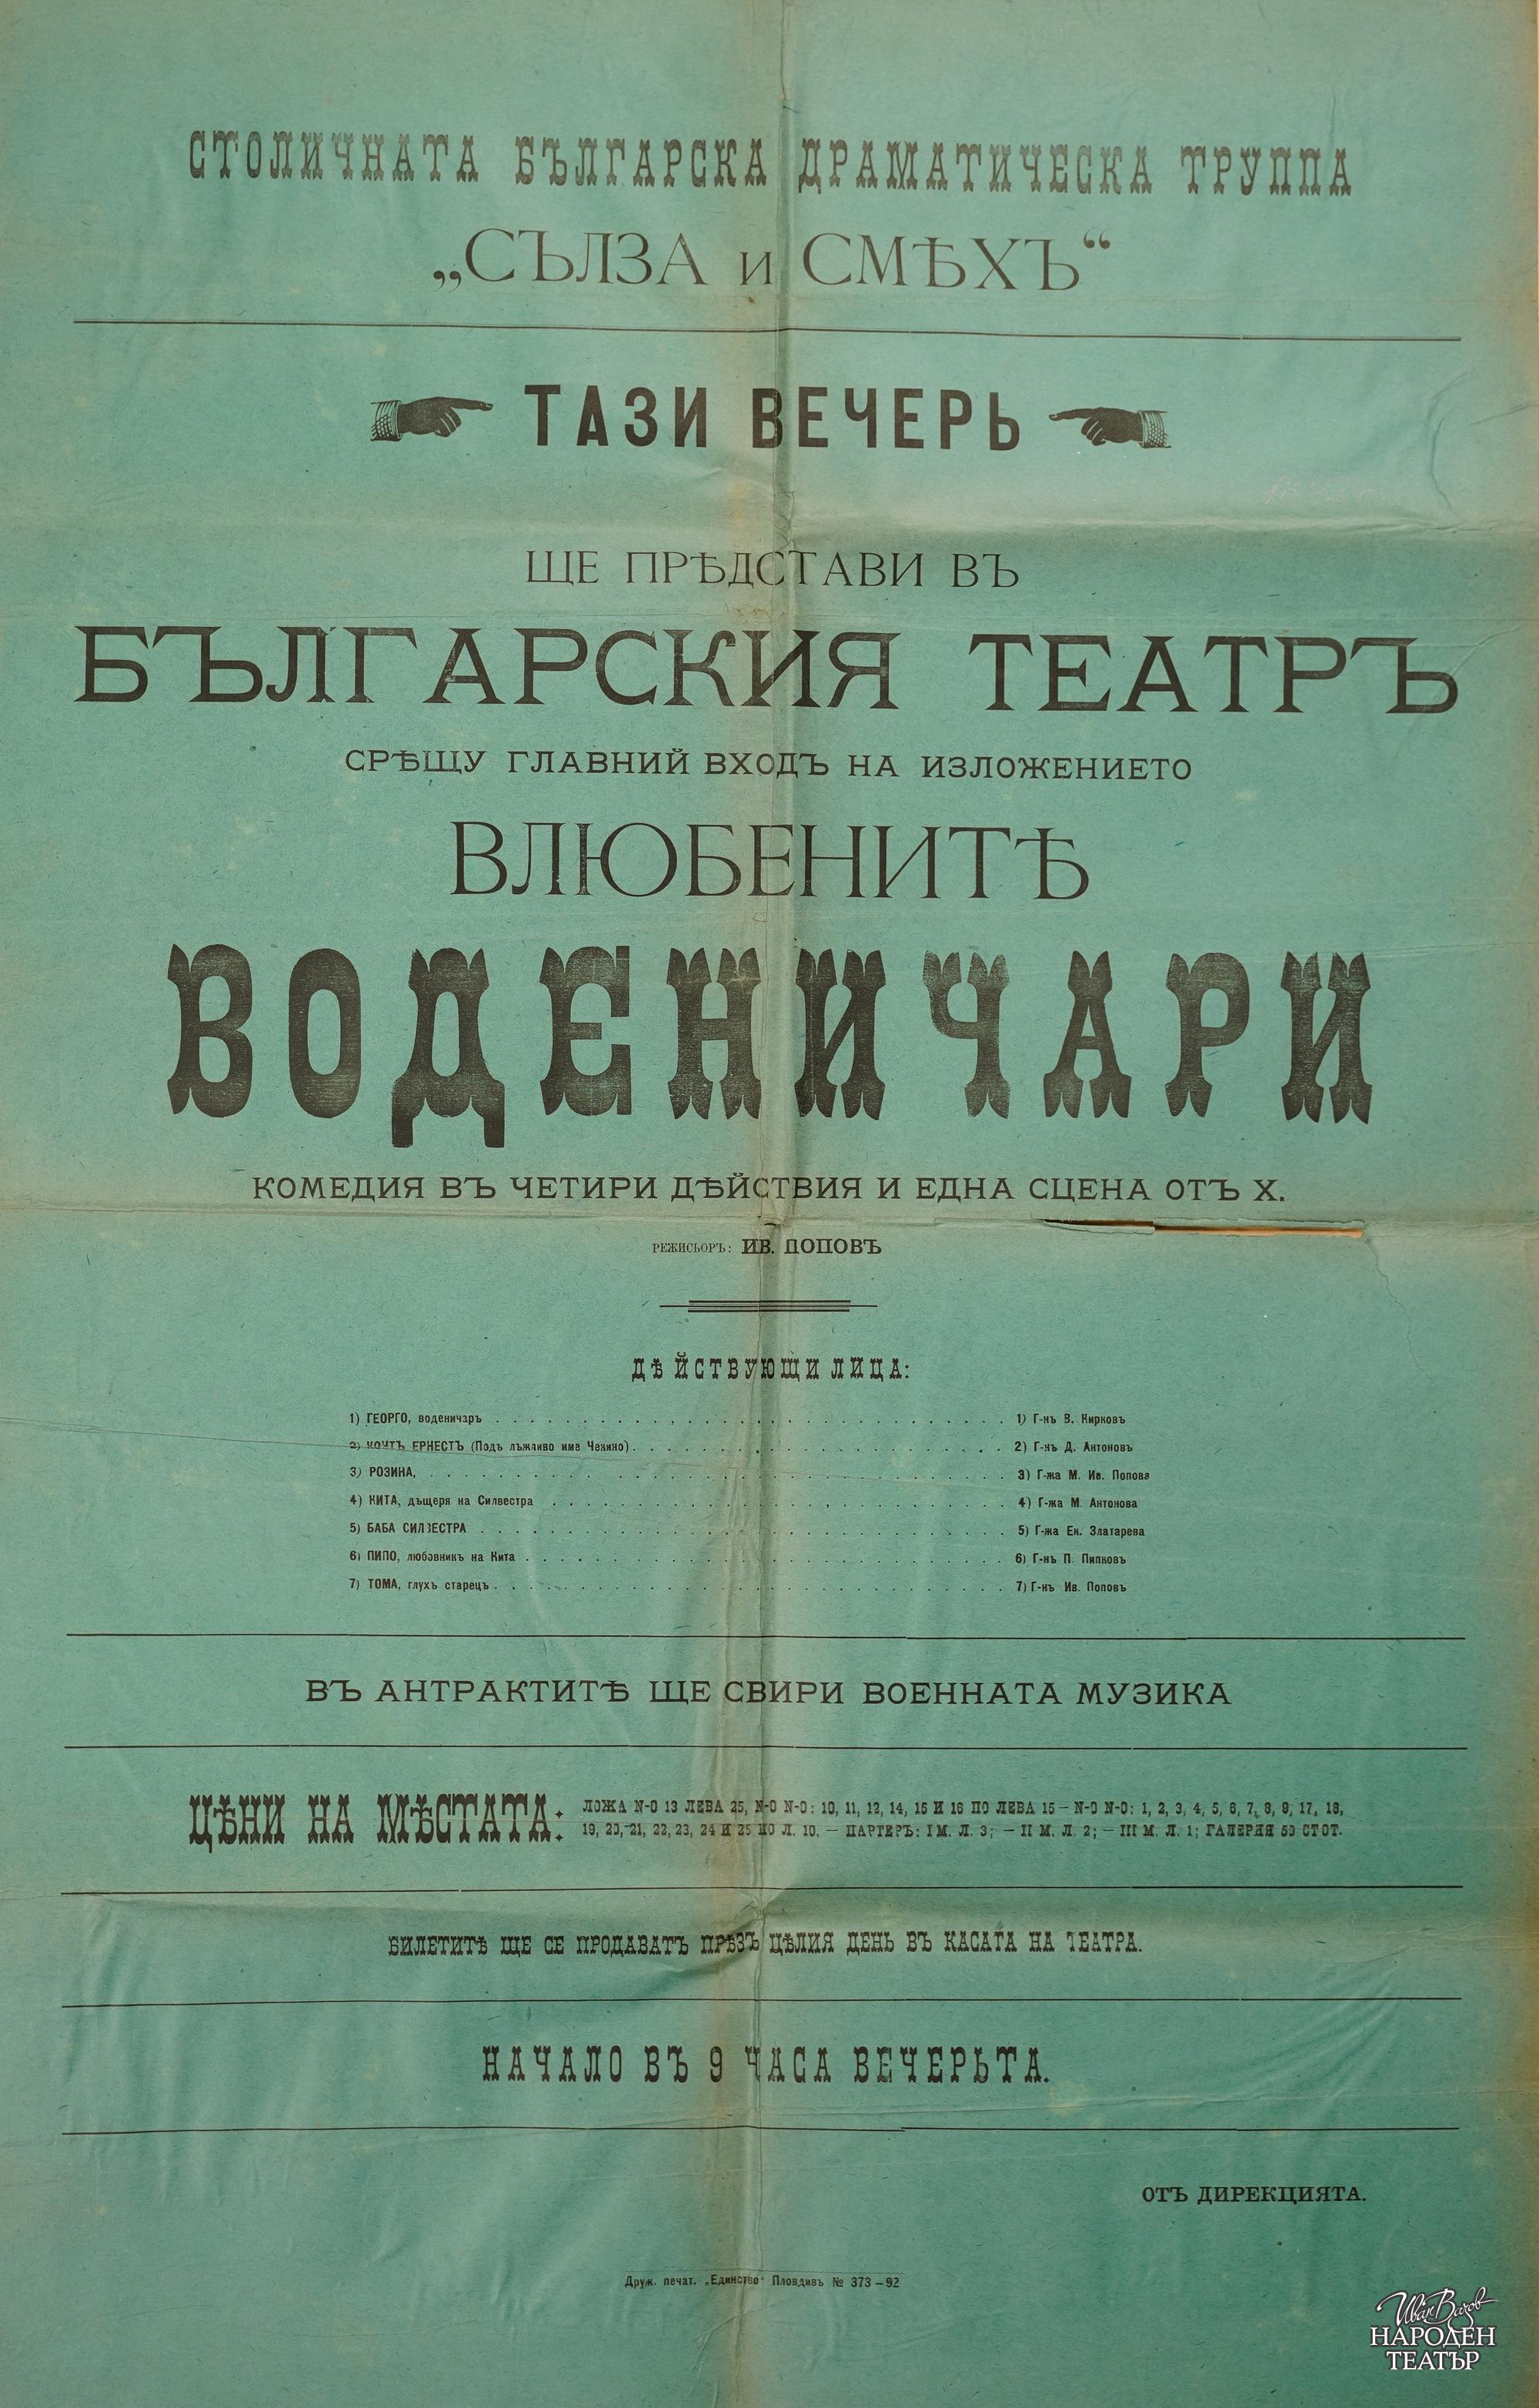 СТОЛИЧНАТА БЪЛГАРСКА ДРАМАТИЧЕСКА ТРУППА
„СЪЛЗА и СМѢХЪ“
ТАЗИ ВЕЧЕРЬ
ЩЕ ПРѢДСТАВИ ВЪ
БЪЛГАРСКИЯ ТЕАТРЪ
СРѢЩУ ГЛАВНИЙ ВХОДЪ НА ИЗЛОЖЕНИЕТО
ВЛЮБЕНИТѢ
ВОДЕНИЧАРИ
КОМЕДИЯ ВЪ ЧЕТИРИ ДѢЙСТВИЯ И ЕДНА СЦЕНА ОТЪ Х.
РЕЖИСЬОРЪ: ИВ. ПОПОВЪ
ДѢЙСТВУЮЩИ ЛИЦА:
1) ГЕОРГО, воденичаръ . . . . . . . . . . 1) Г-нъ В. Кирковъ
2) КОНТЪ ЕРНЕСТЪ (Подъ лъжливо име Чекино) . . . . . . . . . . 2) Г-нъ Д. Антоновъ
3) РОЗИНА, . . . . . . . . . . 3) Г-жа М. Ив. Попова
4) КИТА, дъщеря на Силвестра . . . . . . . . . . 4) Г-жа М. Антонова
5) БАБА СИЛВЕСТРА . . . . . . . . . . 5) Г-жа Ек. Златарева
6) ПИПО, любовникъ на Кита . . . . . . . . . . 6) Г-нъ П. Пипковъ
7) ТОМА, глухъ старецъ . . . . . . . . . . 7) Г-нъ Ив. Поповъ
ВЪ АНТРАКТИТѢ ЩЕ СВИРИ ВОЕННАТА МУЗИКА
ЦѢНИ НА МѢСТАТА: ЛОЖА N-O 13 ЛЕВА 25, N-O N-O: 10, 11, 12, 14, 15 И 16 ПО ЛЕВА 15 — N-O N-O: 1, 2, 3, 4, 5, 6, 7, 8, 9, 17, 18,
19, 20, 21, 22, 23, 24 И 25 ПО Л. 10. — ПАРТЕРЪ: I М. Л. 3; — II М. Л. 2; — III М. Л. 1; ГАЛЕРИЯ 50 СТОТ.
БИЛЕТИТѢ ЩЕ СЕ ПРОДАВАТЪ ПРѢЗЪ ЦѢЛИЯ ДЕНЬ ВЪ КАСАТА НА ТЕАТРА.
НАЧАЛО ВЪ 9 ЧАСА ВЕЧЕРЬТА.
ОТЪ ДИРЕКЦИЯТА.
Друж. печат. „Единство“ Пловдивъ № 373—92
Иван Вазов
НАРОДЕН
ТЕАТЪР